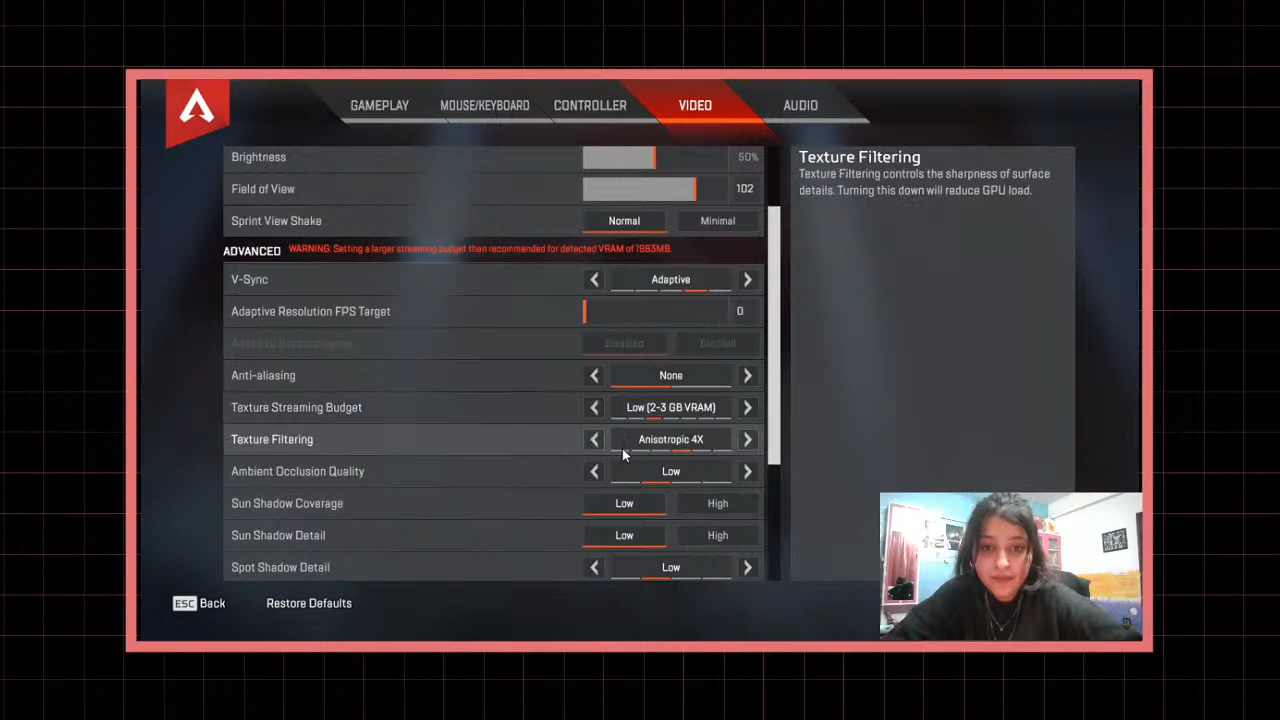 GAMEPLAY
MOUSE/KEYBOARD
CONTROLLER
VIDEO
AUDIO
Brightness 50%
Field of View 102
Sprint View Shake Normal Minimal
ADVANCED WARNING: Setting a larger streaming budget than recommended for detected VRAM of 1983MB.
V-Sync Adaptive
Adaptive Resolution FPS Target 0
Disabled Enabled
Anti-aliasing None
Texture Streaming Budget Low (2-3 GB VRAM)
Texture Filtering Anisotropic 4X
Ambient Occlusion Quality Low
Sun Shadow Coverage Low High
Sun Shadow Detail Low High
Spot Shadow Detail Low
Texture Filtering
Texture Filtering controls the sharpness of surface
details. Turning this down will reduce GPU load.
ESC Back
Restore Defaults